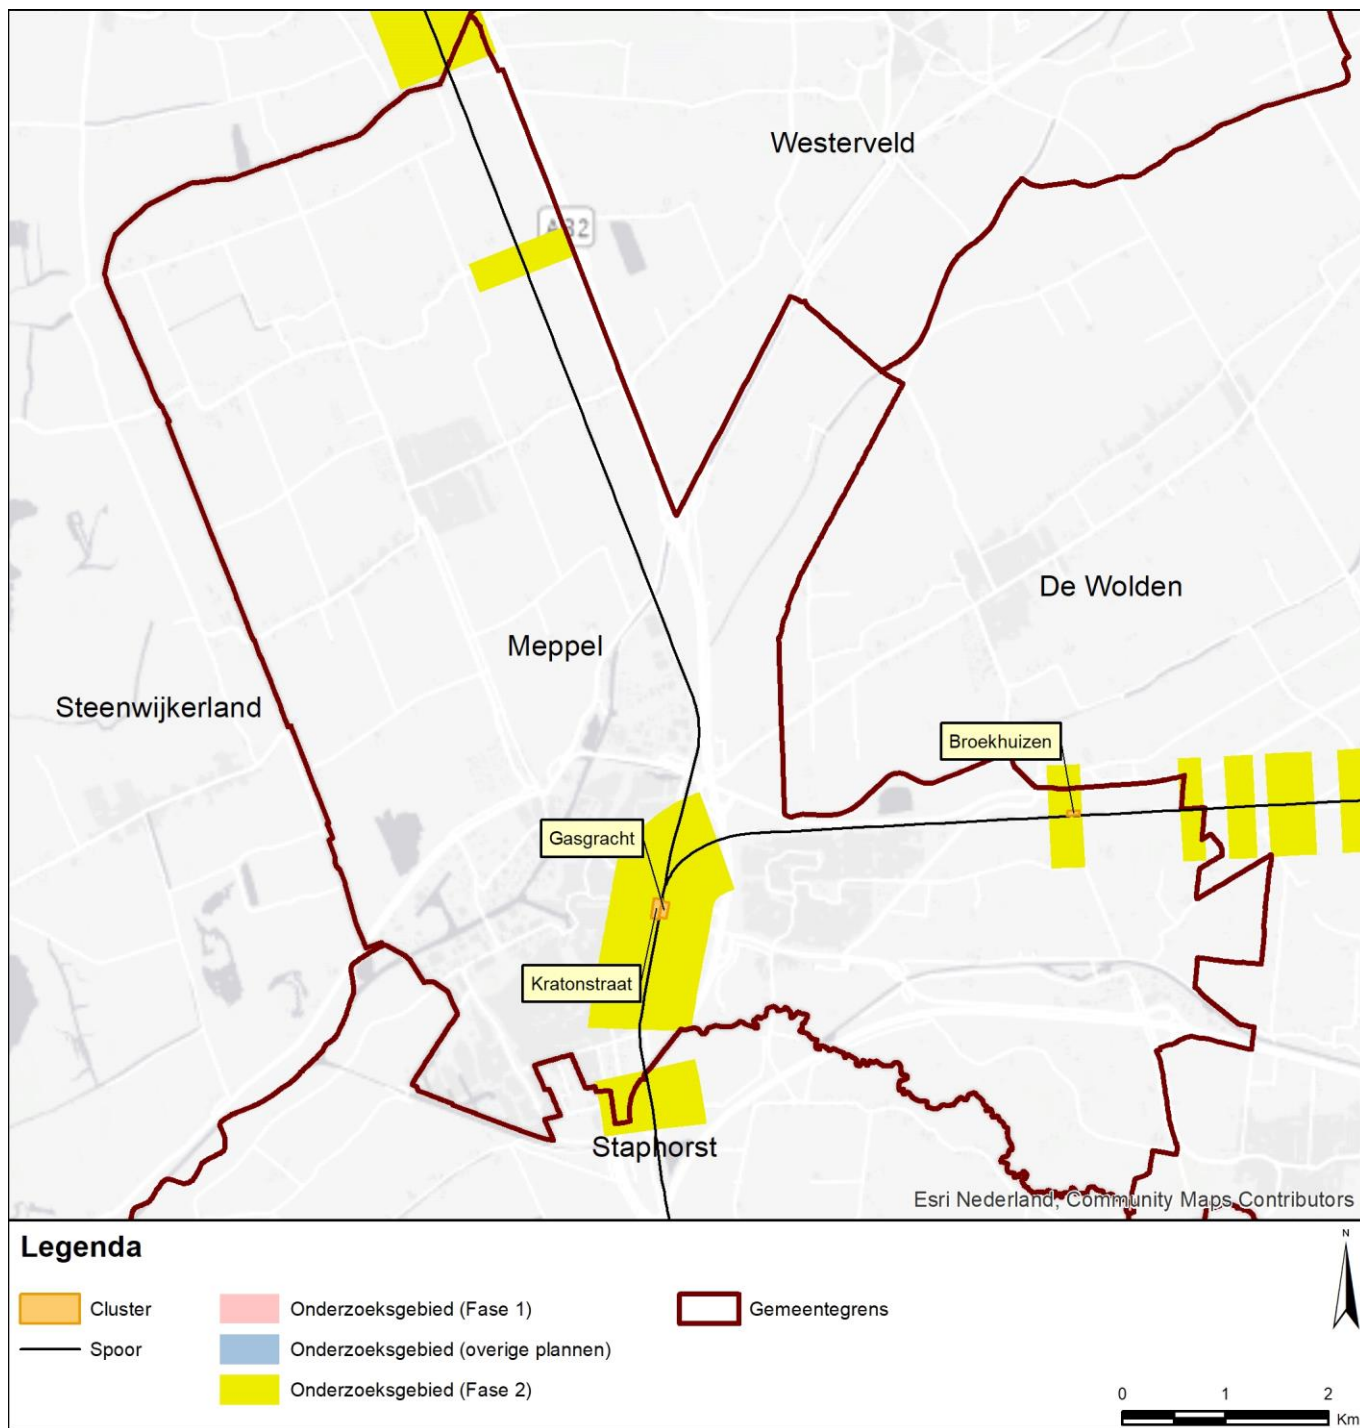 Westerveld
A32
De Wolden
Meppel
Steenwijkerland
Broekhuizen
Gasgracht
Kratonstraat
Staphorst
Esri Nederland, Community Maps Contributors
Legenda
N
Cluster
Onderzoeksgebied (Fase 1)
Gemeentegrens
Spoor
Onderzoeksgebied (overige plannen)
Onderzoeksgebied (Fase 2)
0 1 2
Km